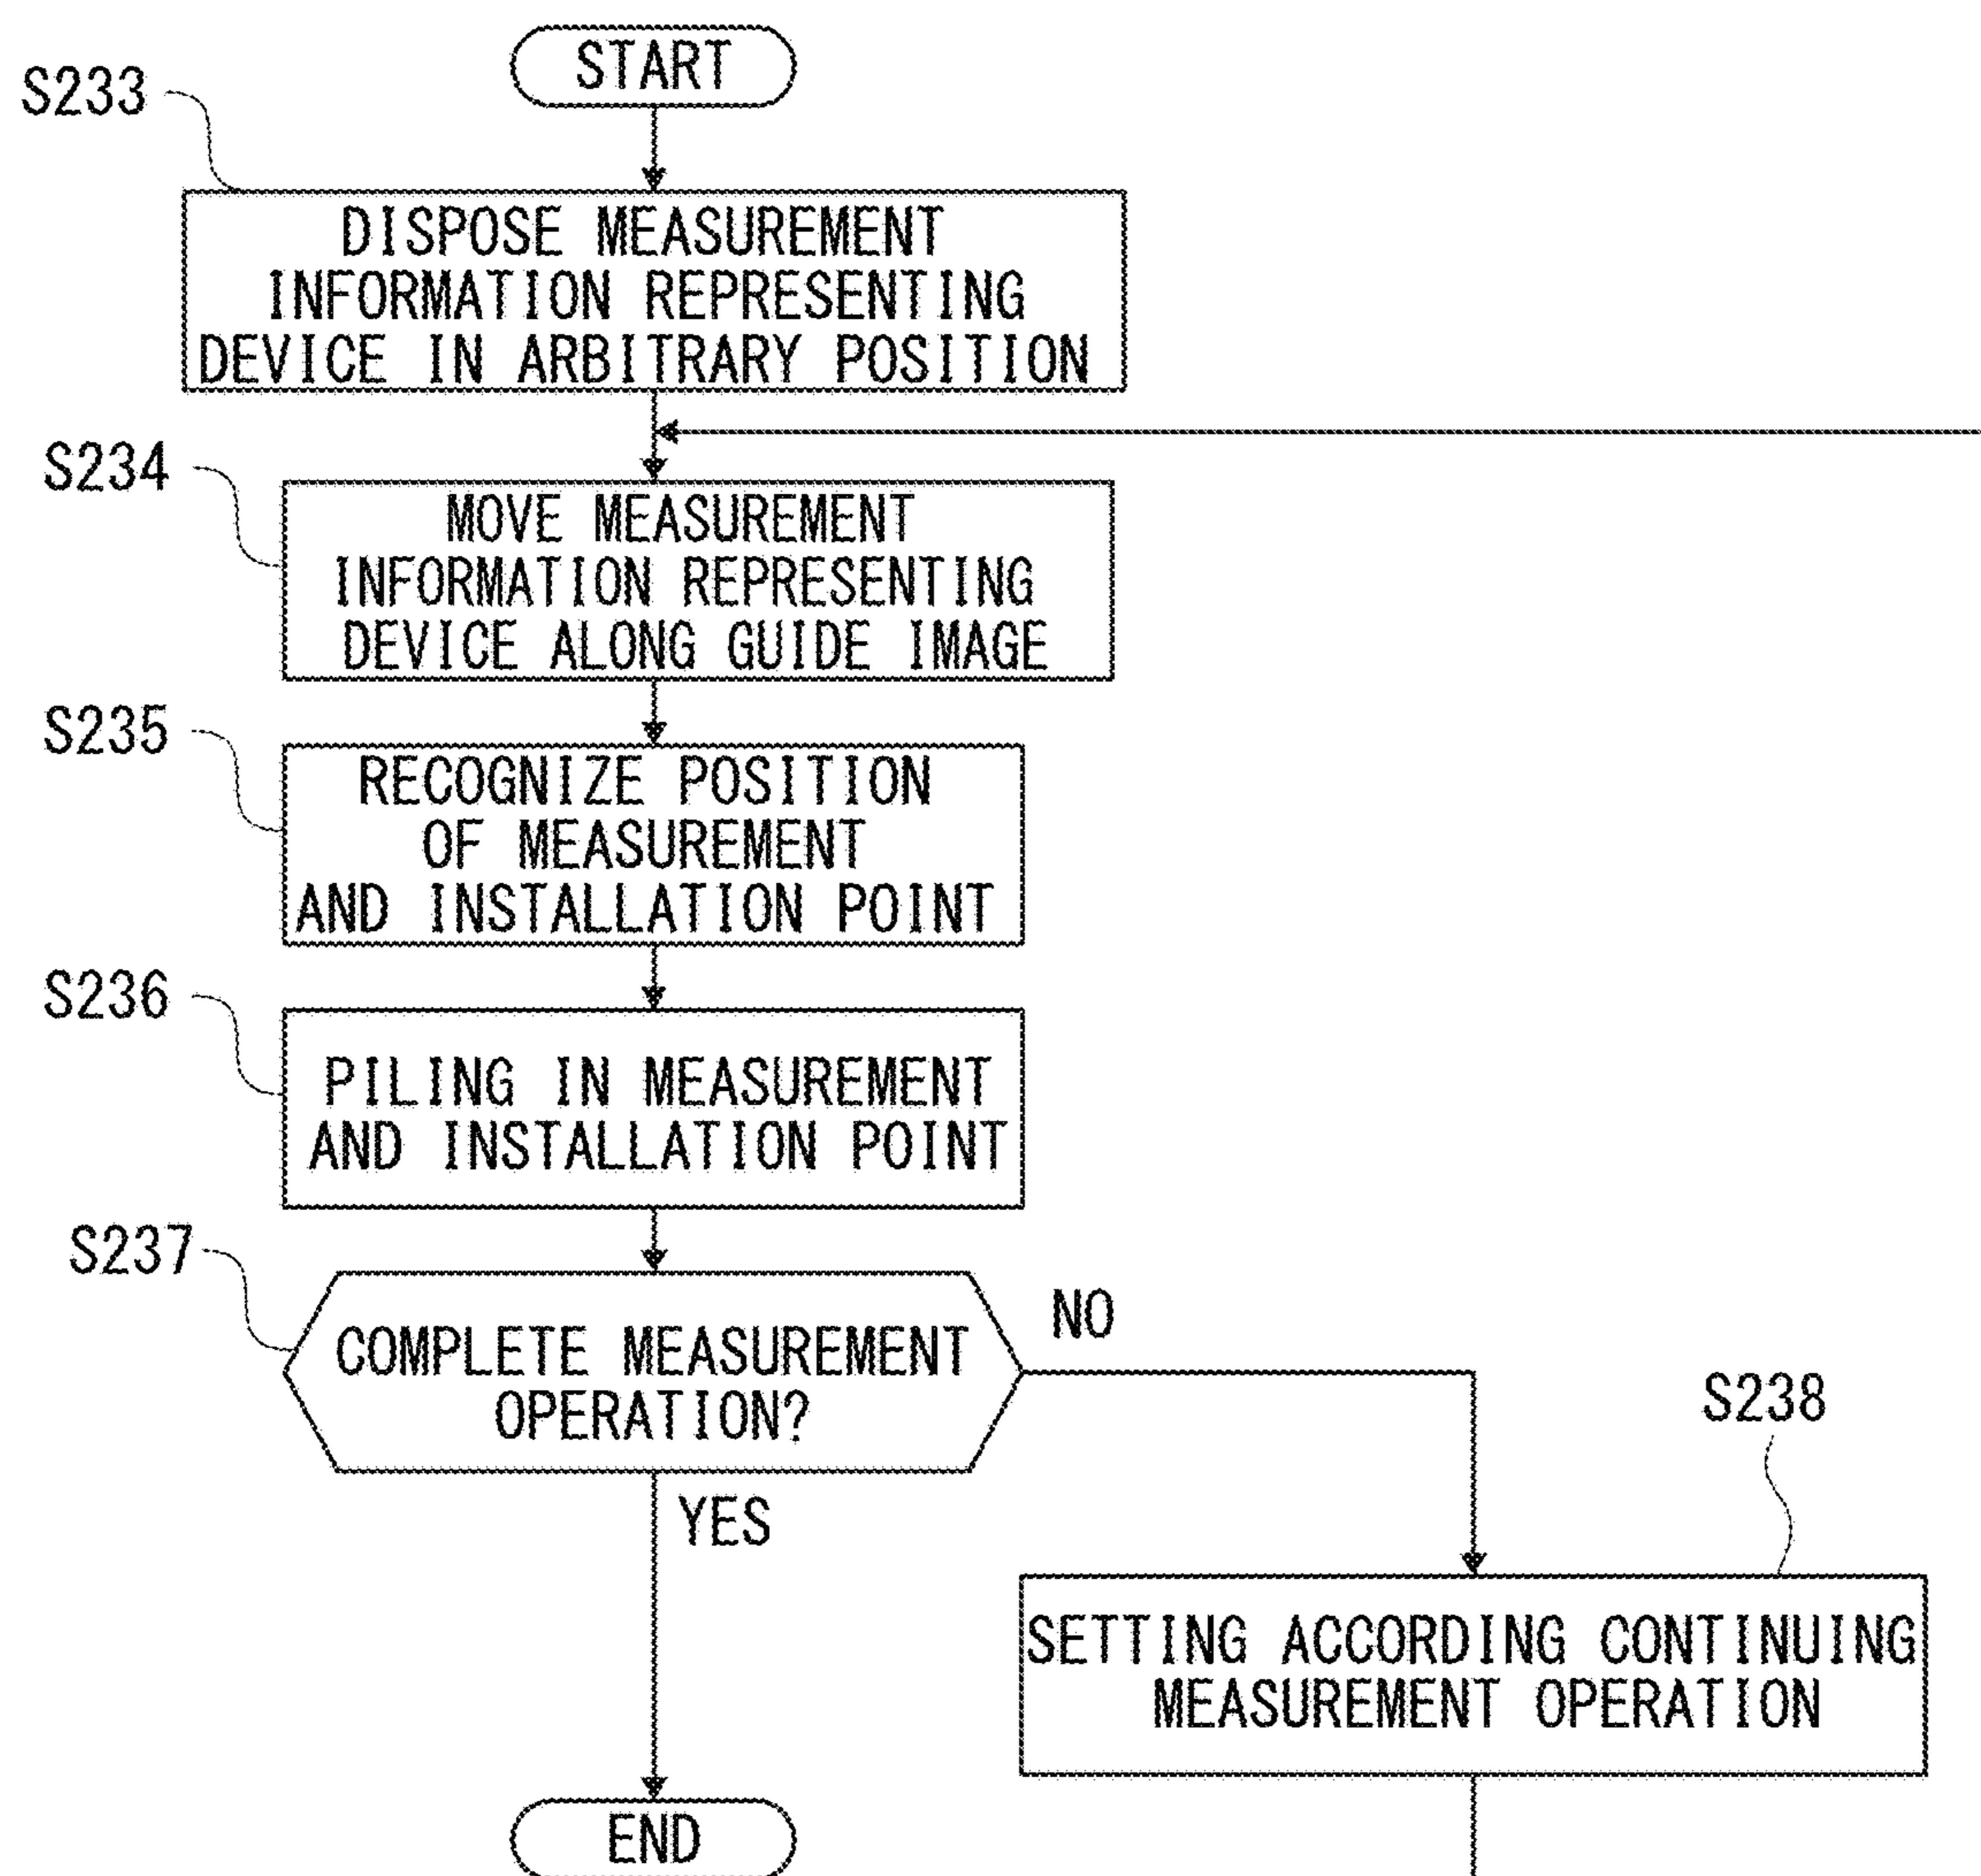 START
S233
DISPOSE MEASUREMENT
INFORMATION REPRESENTING
DEVICE IN ARBITRARY POSITION
S234
MOVE MEASUREMENT
INFORMATION REPRESENTING
DEVICE ALONG GUIDE IMAGE
S235
RECOGNIZE POSITION
OF MEASUREMENT
AND INSTALLATION POINT
S236
PILING IN MEASUREMENT
AND INSTALLATION POINT
S237
COMPLETE MEASUREMENT
OPERATION?
NO
YES
S238
SETTING ACCORDING CONTINUING
MEASUREMENT OPERATION
END